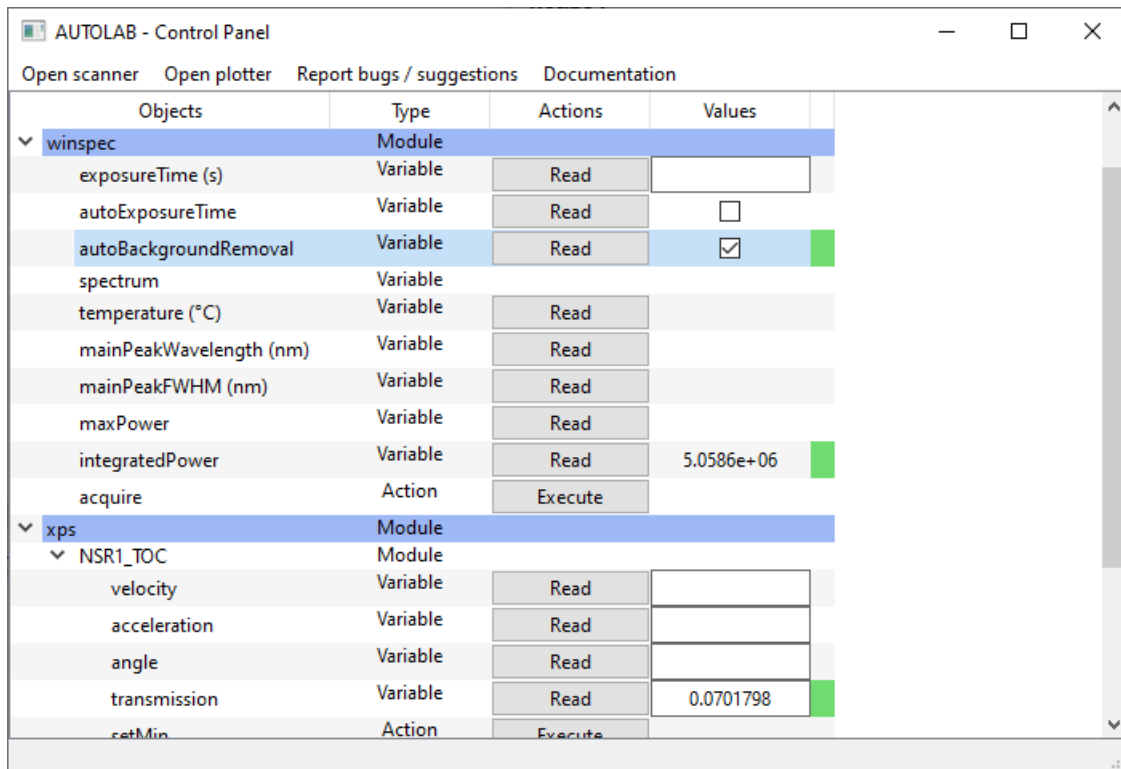 AUTOLAB - Control Panel
Open scanner Open plotter Report bugs / suggestions Documentation
Objects Type Actions Values
winspec Module
exposureTime (s) Variable Read
autoExposureTime Variable Read
autoBackgroundRemoval Variable Read
spectrum Variable
temperature (°C) Variable Read
mainPeakWavelength (nm) Variable Read
mainPeakFWHM (nm) Variable Read
maxPower Variable Read
integratedPower Variable Read 5.0586e+06
acquire Action Execute
xps Module
NSR1_TOC Module
velocity Variable Read
acceleration Variable Read
angle Variable Read
transmission Variable Read 0.0701798
setMin Action Execute